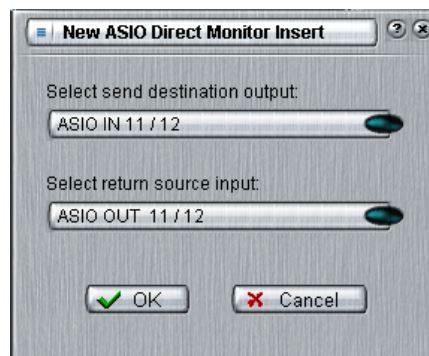 New ASIO Direct Monitor Insert ? x
Select send destination output:
ASIO IN 11 / 12
Select return source input:
ASIO OUT 11 / 12
OK
Cancel